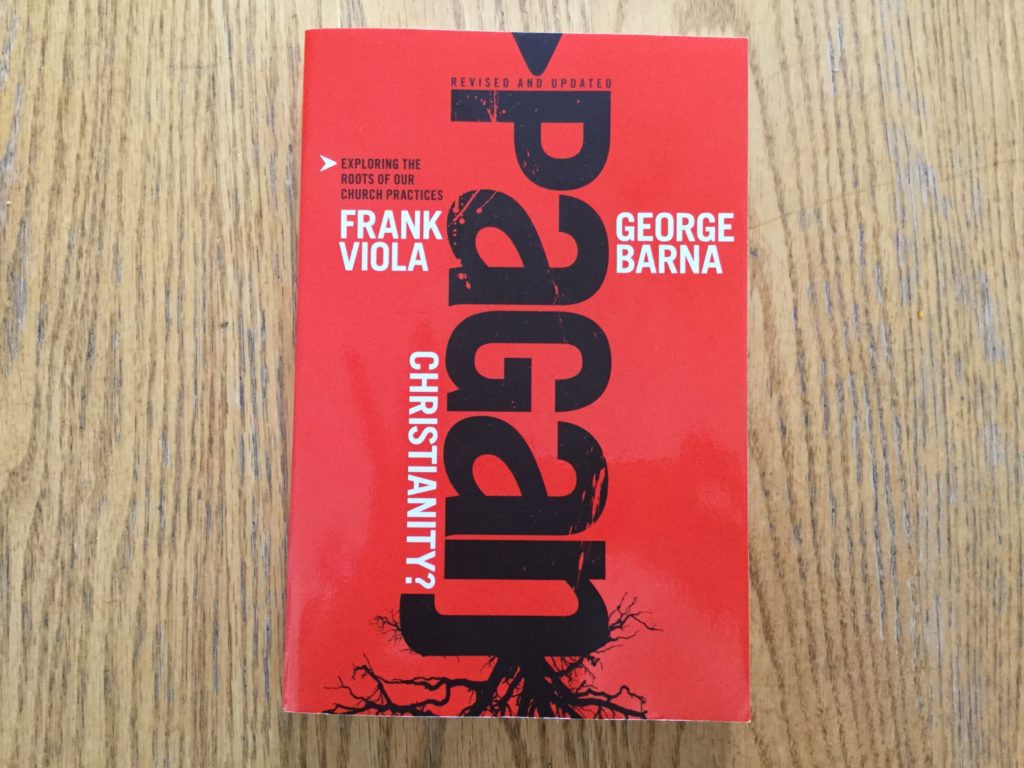 REVISED AND UPDATED
PaGan
EXPLORING THE
ROOTS OF OUR
CHURCH PRACTICES
FRANK
VIOLA
GEORGE
BARNA
CHRISTIANITY?